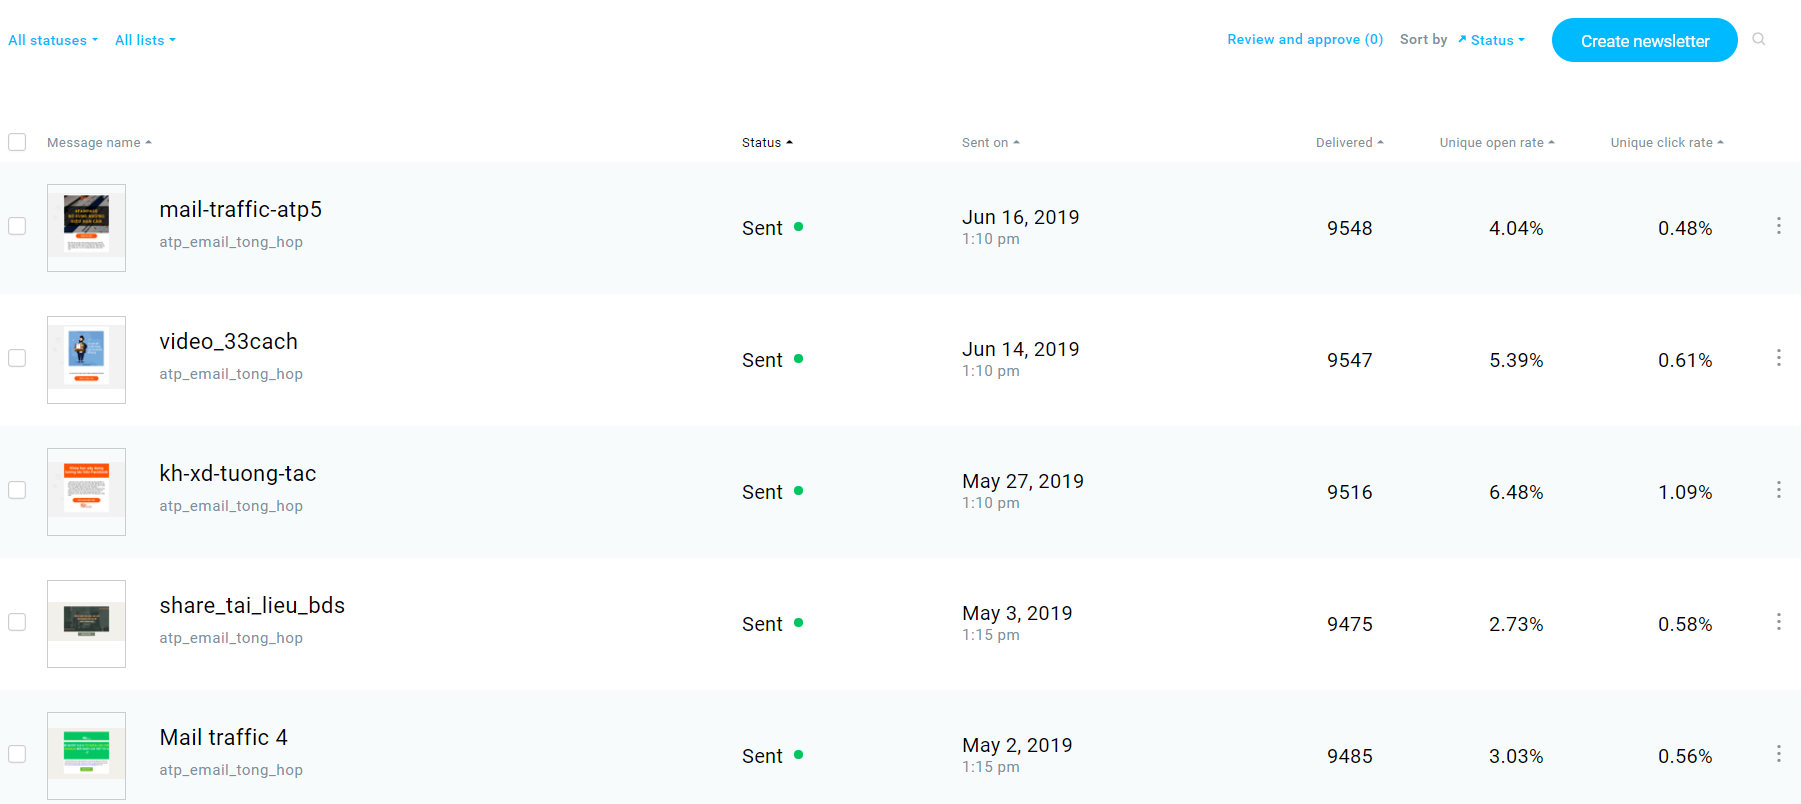 All statuses All lists Review and approve (0) Sort by Status Create newsletter
Message name Status Sent on Delivered Unique open rate Unique click rate
mail-traffic-atp5
atp_email_tong_hop
Sent
Jun 16, 2019
1:10 pm
9548 4.04% 0.48%
video_33cach
atp_email_tong_hop
Sent
Jun 14, 2019
1:10 pm
9547 5.39% 0.61%
kh-xd-tuong-tac
atp_email_tong_hop
Sent
May 27, 2019
1:10 pm
9516 6.48% 1.09%
share_tai_lieu_bds
atp_email_tong_hop
Sent
May 3, 2019
1:15 pm
9475 2.73% 0.58%
Mail traffic 4
atp_email_tong_hop
Sent
May 2, 2019
1:15 pm
9485 3.03% 0.56%